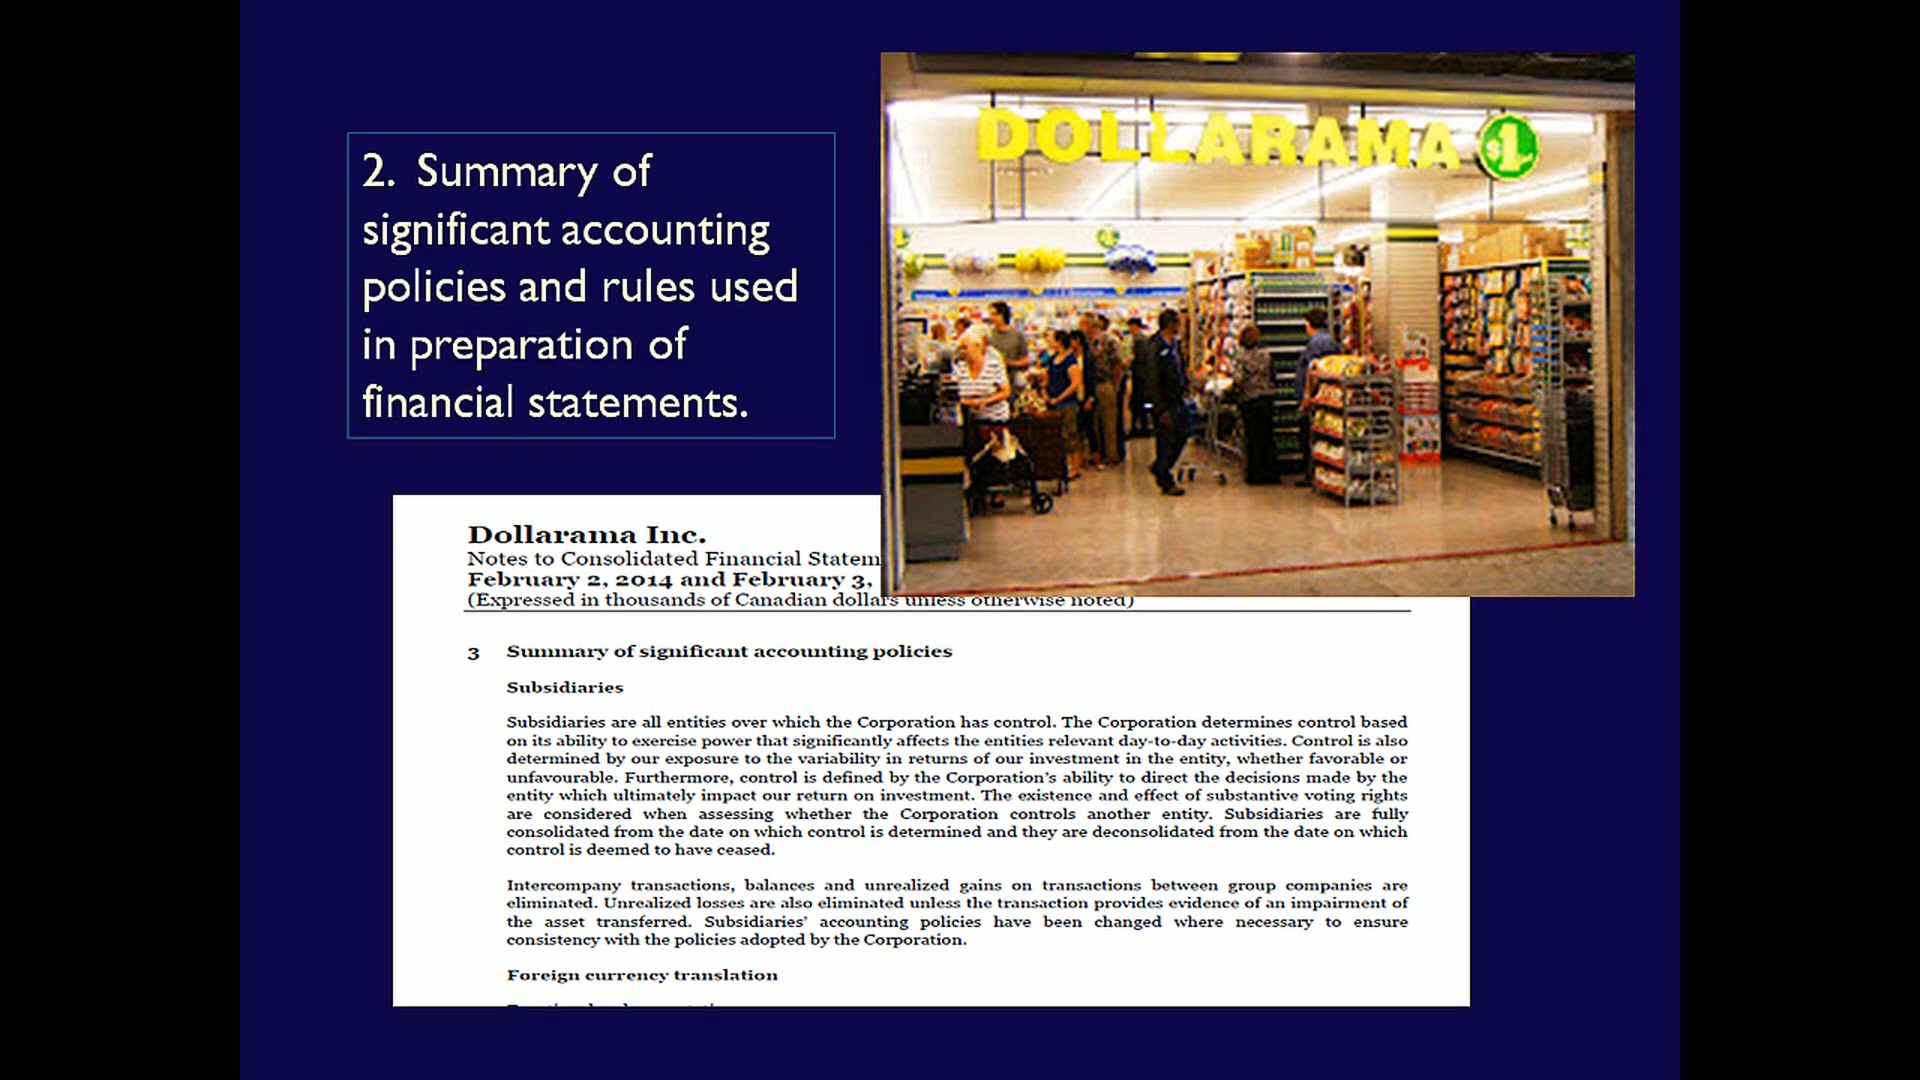 2. Summary of
significant accounting
policies and rules used
in preparation of
financial statements.
DOLLARAMA $1
Dollarama Inc.
Notes to Consolidated Financial Statem
February 2, 2014 and February 3,
(Expressed in thousands of Canadian dollars unless otherwise noted)
3 Summary of significant accounting policies
Subsidiaries
Subsidiaries are all entities over which the Corporation has control. The Corporation determines control based
on its ability to exercise power that significantly affects the entities relevant day-to-day activities. Control is also
determined by our exposure to the variability in returns of our investment in the entity, whether favorable or
unfavourable. Furthermore, control is defined by the Corporation's ability to direct the decisions made by the
entity which ultimately impact our return on investment. The existence and effect of substantive voting rights
are considered when assessing whether the Corporation controls another entity. Subsidiaries are fully
consolidated from the date on which control is determined and they are deconsolidated from the date on which
control is deemed to have ceased.
Intercompany transactions, balances and unrealized gains on transactions between group companies are
eliminated. Unrealized losses are also eliminated unless the transaction provides evidence of an impairment of
the asset transferred. Subsidiaries' accounting policies have been changed where necessary to ensure
consistency with the policies adopted by the Corporation.
Foreign currency translation